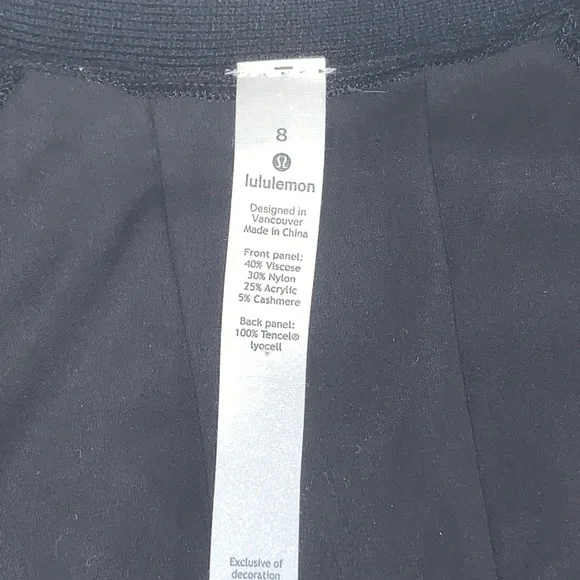 8
lululemon
Designed in
Vancouver
Made in China
Front panel:
40% Viscose
30% Nylon
25% Acrylic
5% Cashmere
Back panel:
100% Tencel®
lyocell
Exclusive of
decoration